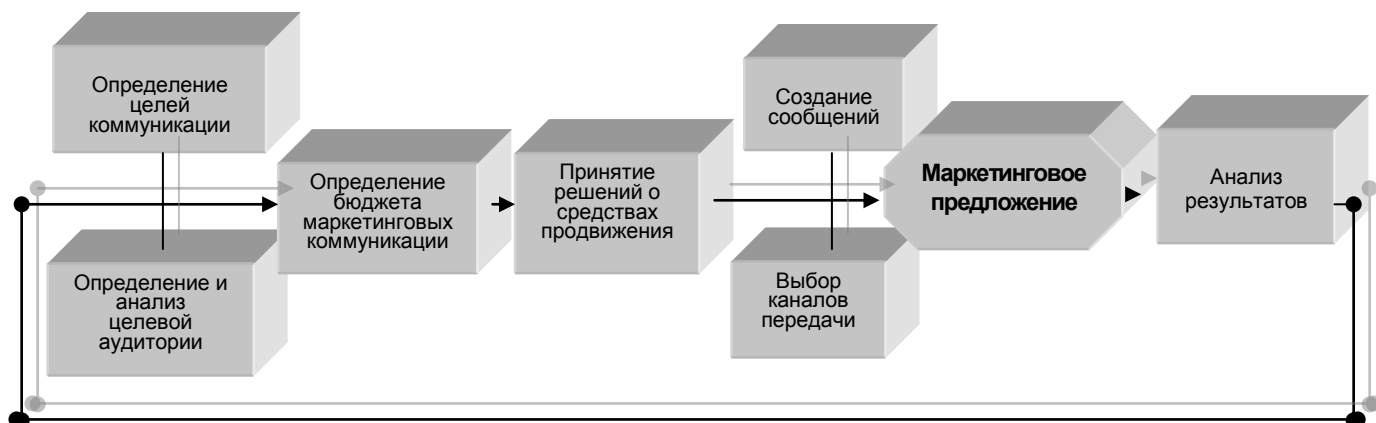 Определение
целей
коммуникации
Определение и
анализ
целевой
аудитории
Определение
бюджета
маркетинговых
коммуникации
Принятие
решений о
средствах
продвижения
Создание
сообщений
Выбор
каналов
передачи
Маркетинговое
предложение
Анализ
результатов